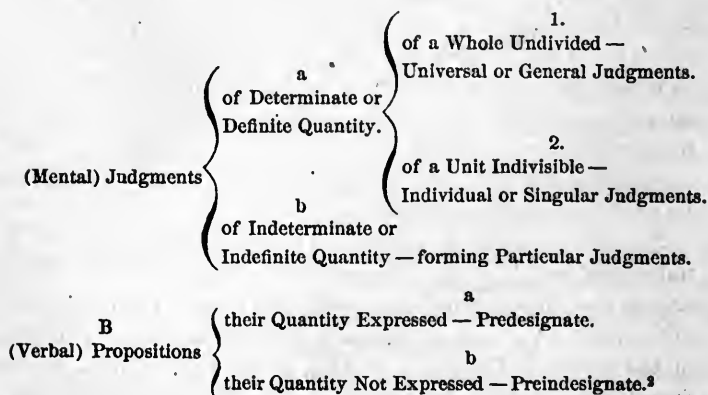 1.
of a Whole Undivided —
Universal or General Judgments.
a
of Determinate or
Definite Quantity.
2.
of a Unit Indivisible —
Individual or Singular Judgments.
(Mental) Judgments
b
of Indeterminate or
Indefinite Quantity — forming Particular Judgments.
a
their Quantity Expressed — Predesignate.
B
(Verbal) Propositions
b
their Quantity Not Expressed — Preindesignate.²